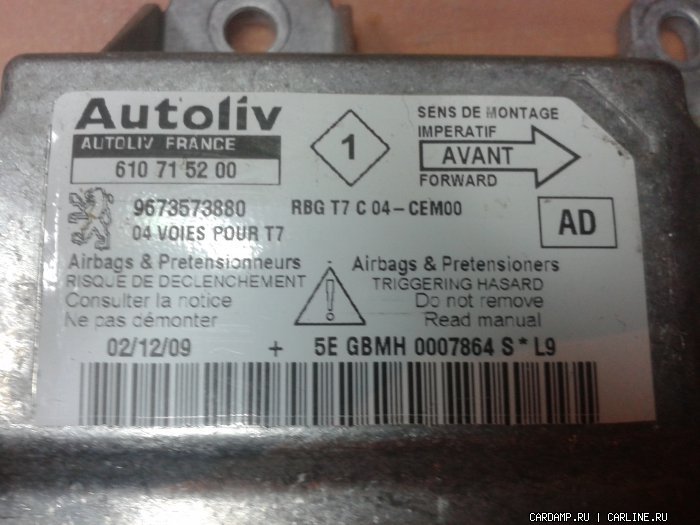 Autoliv
AUTOLIV FRANCE
610 71 52 00
1
SENS DE MONTAGE
IMPERATIF
AVANT
FORWARD
9673573880 RBG T7 C 04-CEM00
04 VOIES POUR T7
AD
Airbags & Pretensionneurs
RISQUE DE DECLENCHEMENT
Consulter la notice
Ne pas démonter
!
Airbags & Pretensioners
TRIGGERING HASARD
Do not remove
Read manual
02/12/09 + 5E GBMH 0007864 S * L9
CARDAMP.RU | CARLINE.RU